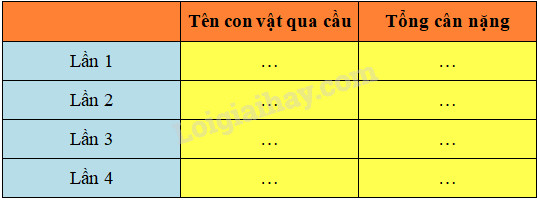 Tên con vật qua cầu Tổng cân nặng
Lần 1 ... ...
Lần 2 ... ...
Lần 3 ... ...
Lần 4 ... ...
Loigiaihay.com